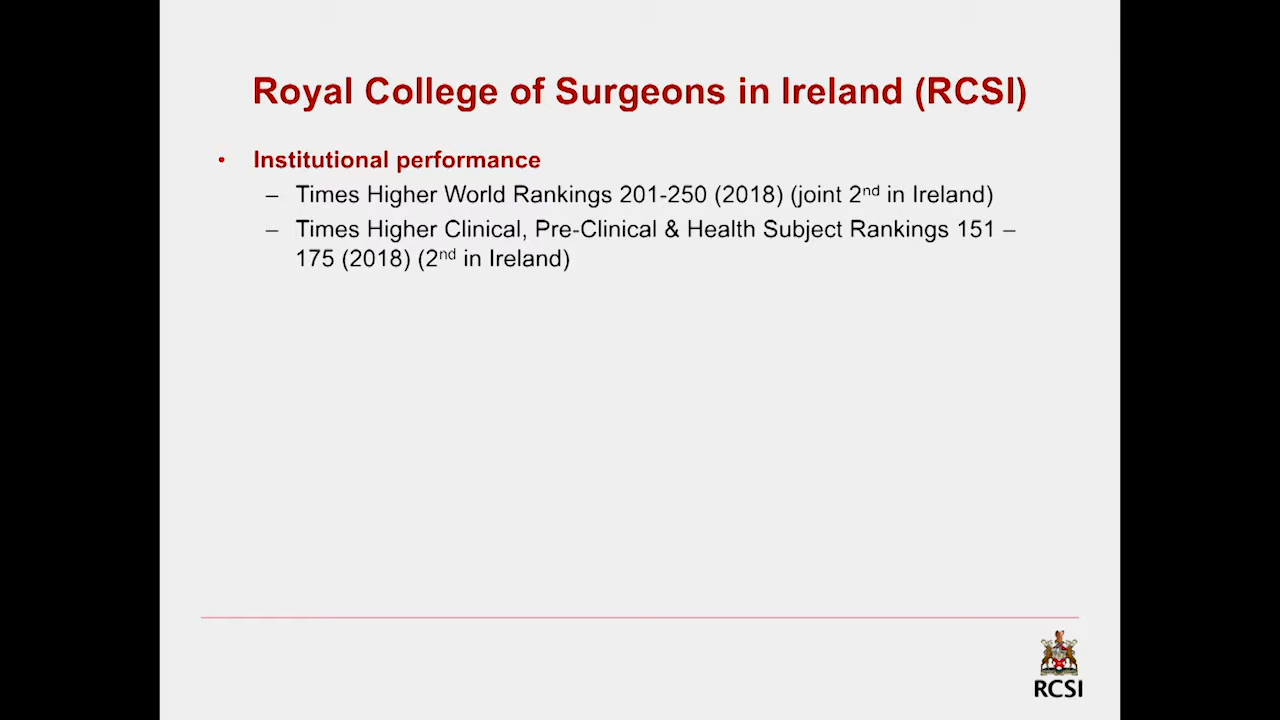 Royal College of Surgeons in Ireland (RCSI)
• Institutional performance
– Times Higher World Rankings 201-250 (2018) (joint 2nd in Ireland)
– Times Higher Clinical, Pre-Clinical & Health Subject Rankings 151 –
175 (2018) (2nd in Ireland)
RCSI